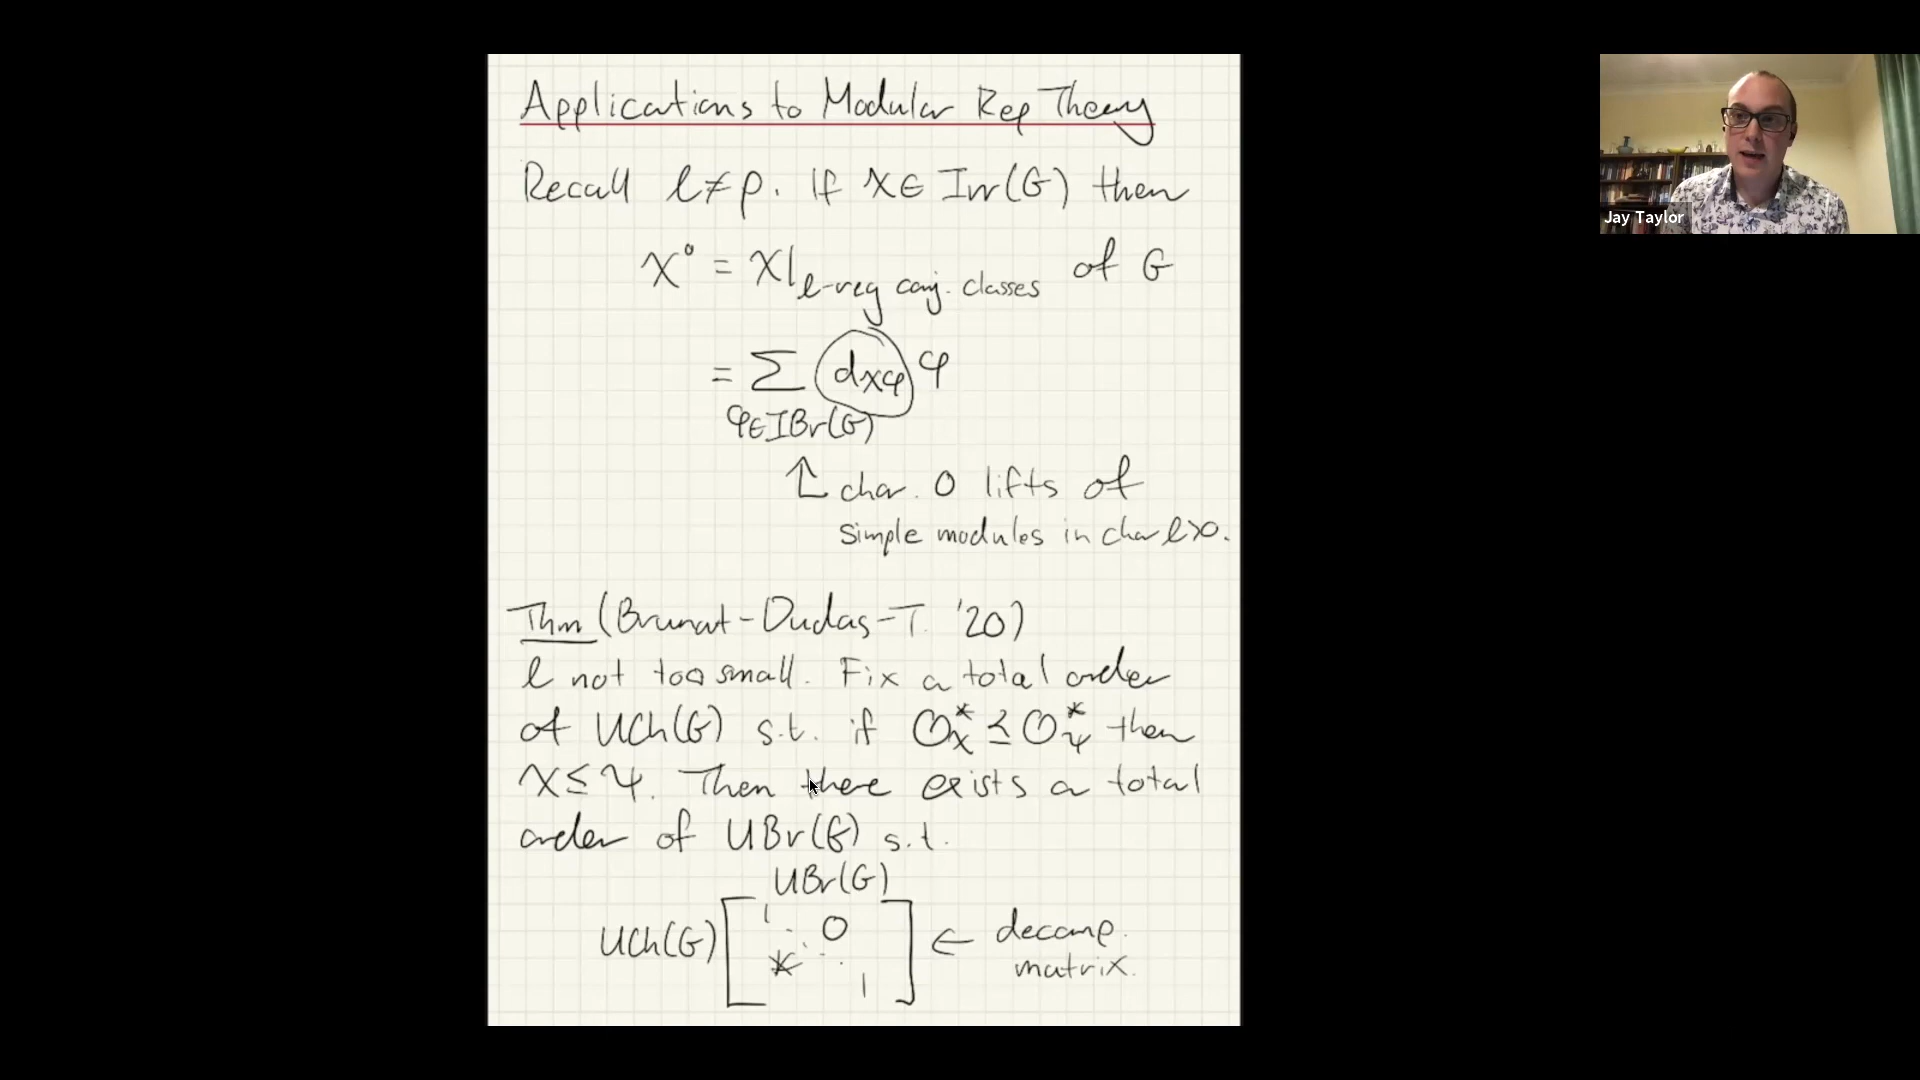 Applications to Modular Rep Theory
Recall ℓ≠p. If χ∈Irr(G) then
χ° = χ|ℓ-reg conj. classes of G
= Σ dχφ φ
φ∈IBr(G)
↑ char. 0 lifts of
simple modules in char ℓ>0.
Thm (Brunat-Dudas-T. '20)
ℓ not too small. Fix a total order
of UCh(G) s.t. if O*χ ≤ O*ψ then
χ≤ψ. Then there exists a total
order of UBr(G) s.t.
UBr(G)
UCh(G) [ 1 0 * 1 ] ← decomp.
matrix.
Jay Taylor